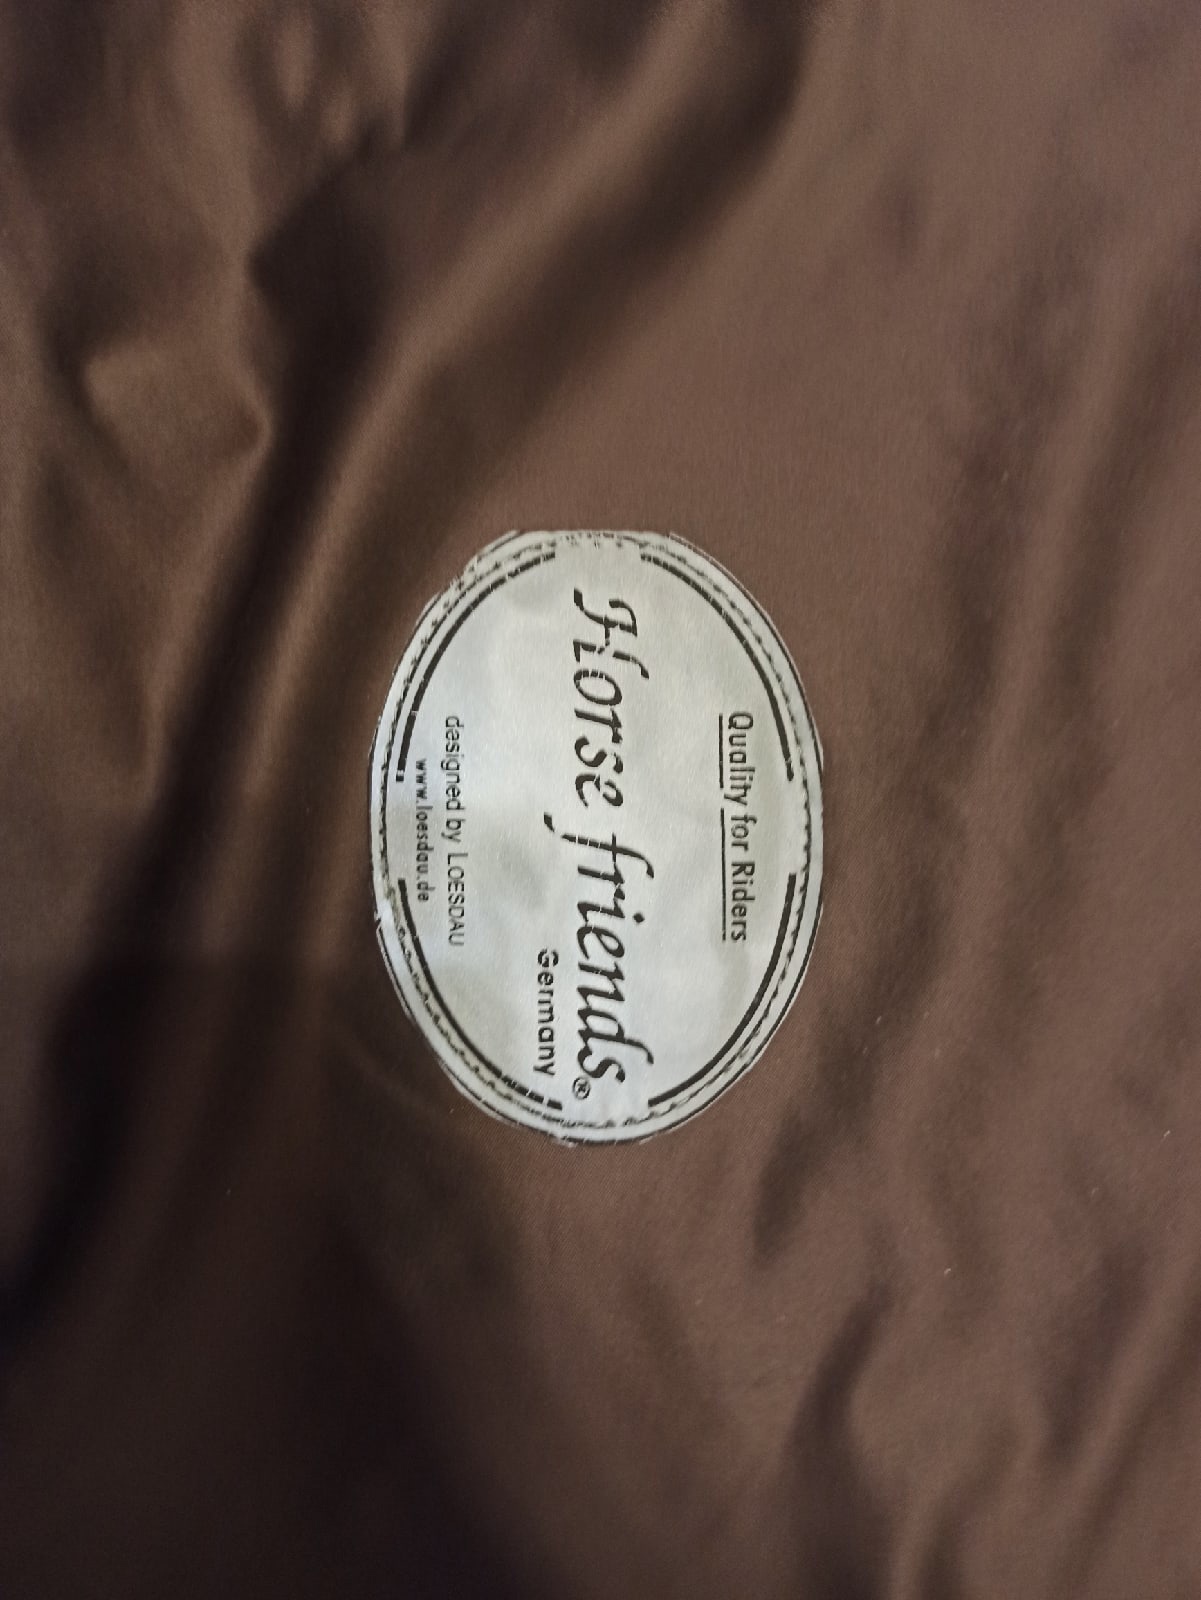 Quality for Riders
Horse friends®
Germany
designed by LOESDAU
www.loesdau.de